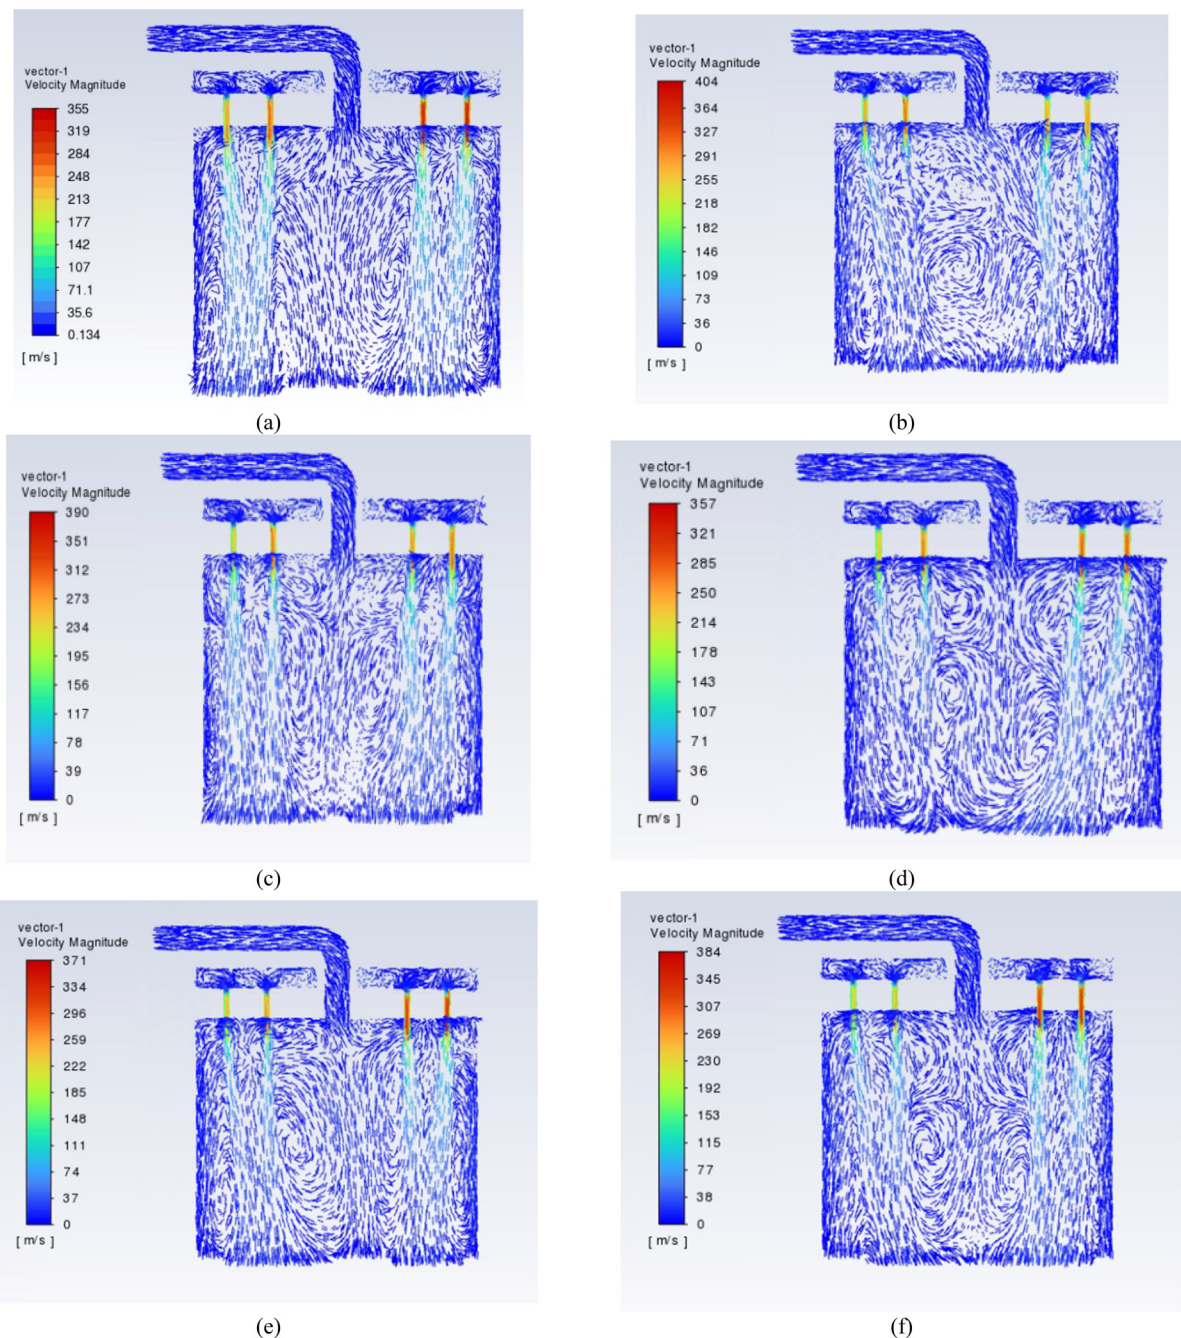 vector-1
Velocity Magnitude
355
319
284
248
213
177
142
107
71.1
35.6
0.134
[ m/s ]
(a)
vector-1
Velocity Magnitude
404
364
327
291
255
218
182
146
109
73
36
0
[ m/s ]
(b)
vector-1
Velocity Magnitude
390
351
312
273
234
195
156
117
78
39
0
[ m/s ]
(c)
vector-1
Velocity Magnitude
357
321
285
250
214
178
143
107
71
36
0
[ m/s ]
(d)
vector-1
Velocity Magnitude
371
334
296
259
222
185
148
111
74
37
0
[ m/s ]
(e)
vector-1
Velocity Magnitude
384
345
307
269
230
192
153
115
77
38
0
[ m/s ]
(f)